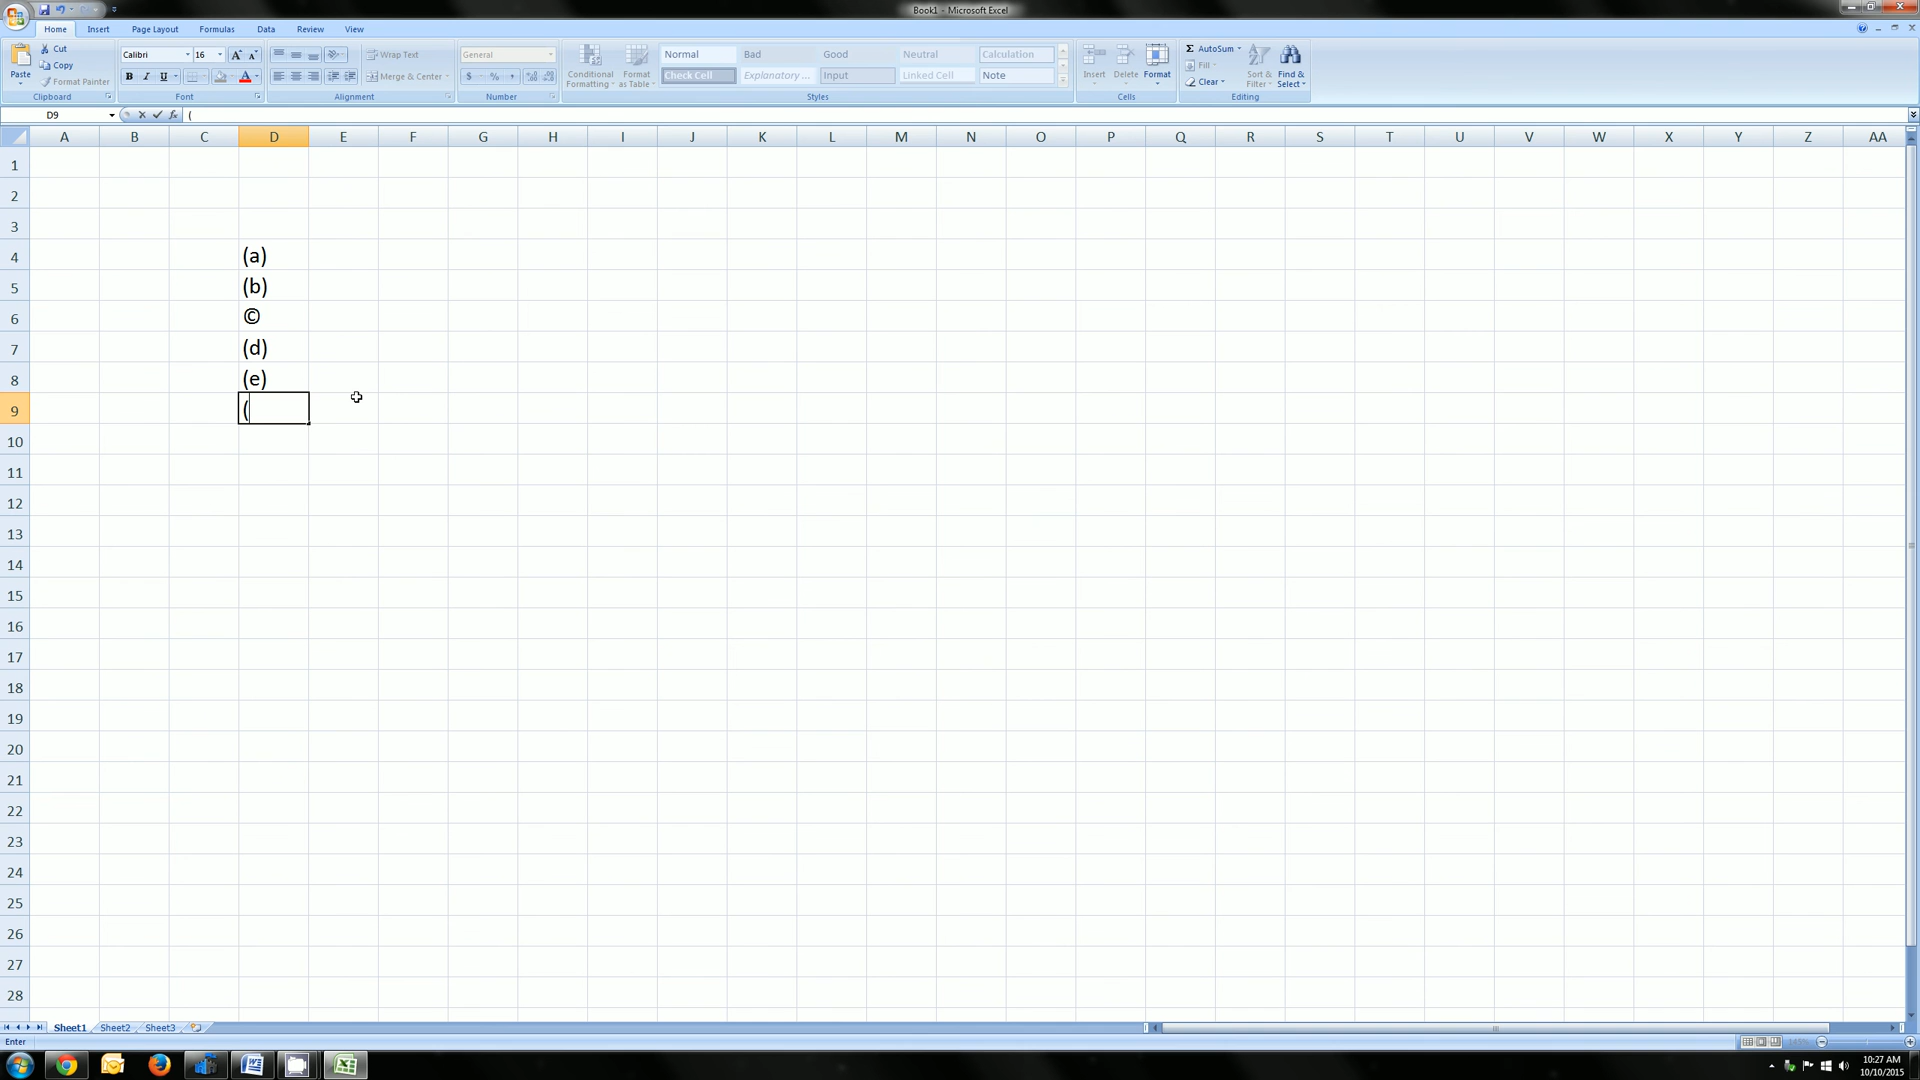 Book1 - Microsoft Excel
Home Insert Page Layout Formulas Data Review View
Paste
Cut
Copy
Format Painter
Clipboard
Calibri 16 A A
B I U A
Font
Wrap Text
Merge & Center
Alignment
General
$ % ,
Number
Conditional Formatting
Format as Table
Normal Bad Good Neutral Calculation
Check Cell Explanatory ... Input Linked Cell Note
Styles
Insert Delete Format
Cells
Σ AutoSum
Fill
Clear
Sort & Filter
Find & Select
Editing
D9 fx (
A B C D E F G H I J K L M N O P Q R S T U V W X Y Z AA
1
2
3
4 (a)
5 (b)
6 ©
7 (d)
8 (e)
9 (
10
11
12
13
14
15
16
17
18
19
20
21
22
23
24
25
26
27
28
Sheet1 Sheet2 Sheet3
Enter
10:27 AM
10/10/2015